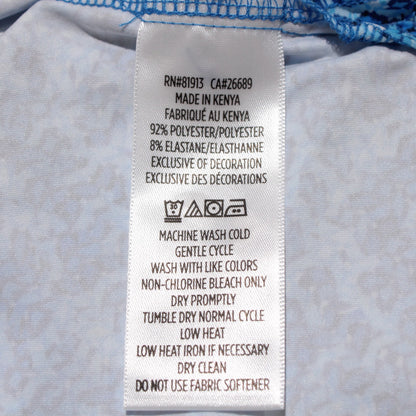 RN#81913 CA#26689
MADE IN KENYA
FABRIQUÉ AU KENYA
92% POLYESTER/POLYESTER
8% ELASTANE/ELASTHANNE
EXCLUSIVE OF DECORATION
EXCLUSIVE DES DÉCORATIONS
30
MACHINE WASH COLD
GENTLE CYCLE
WASH WITH LIKE COLORS
NON-CHLORINE BLEACH ONLY
DRY PROMPTLY
TUMBLE DRY NORMAL CYCLE
LOW HEAT
LOW HEAT IRON IF NECESSARY
DRY CLEAN
DO NOT USE FABRIC SOFTENER